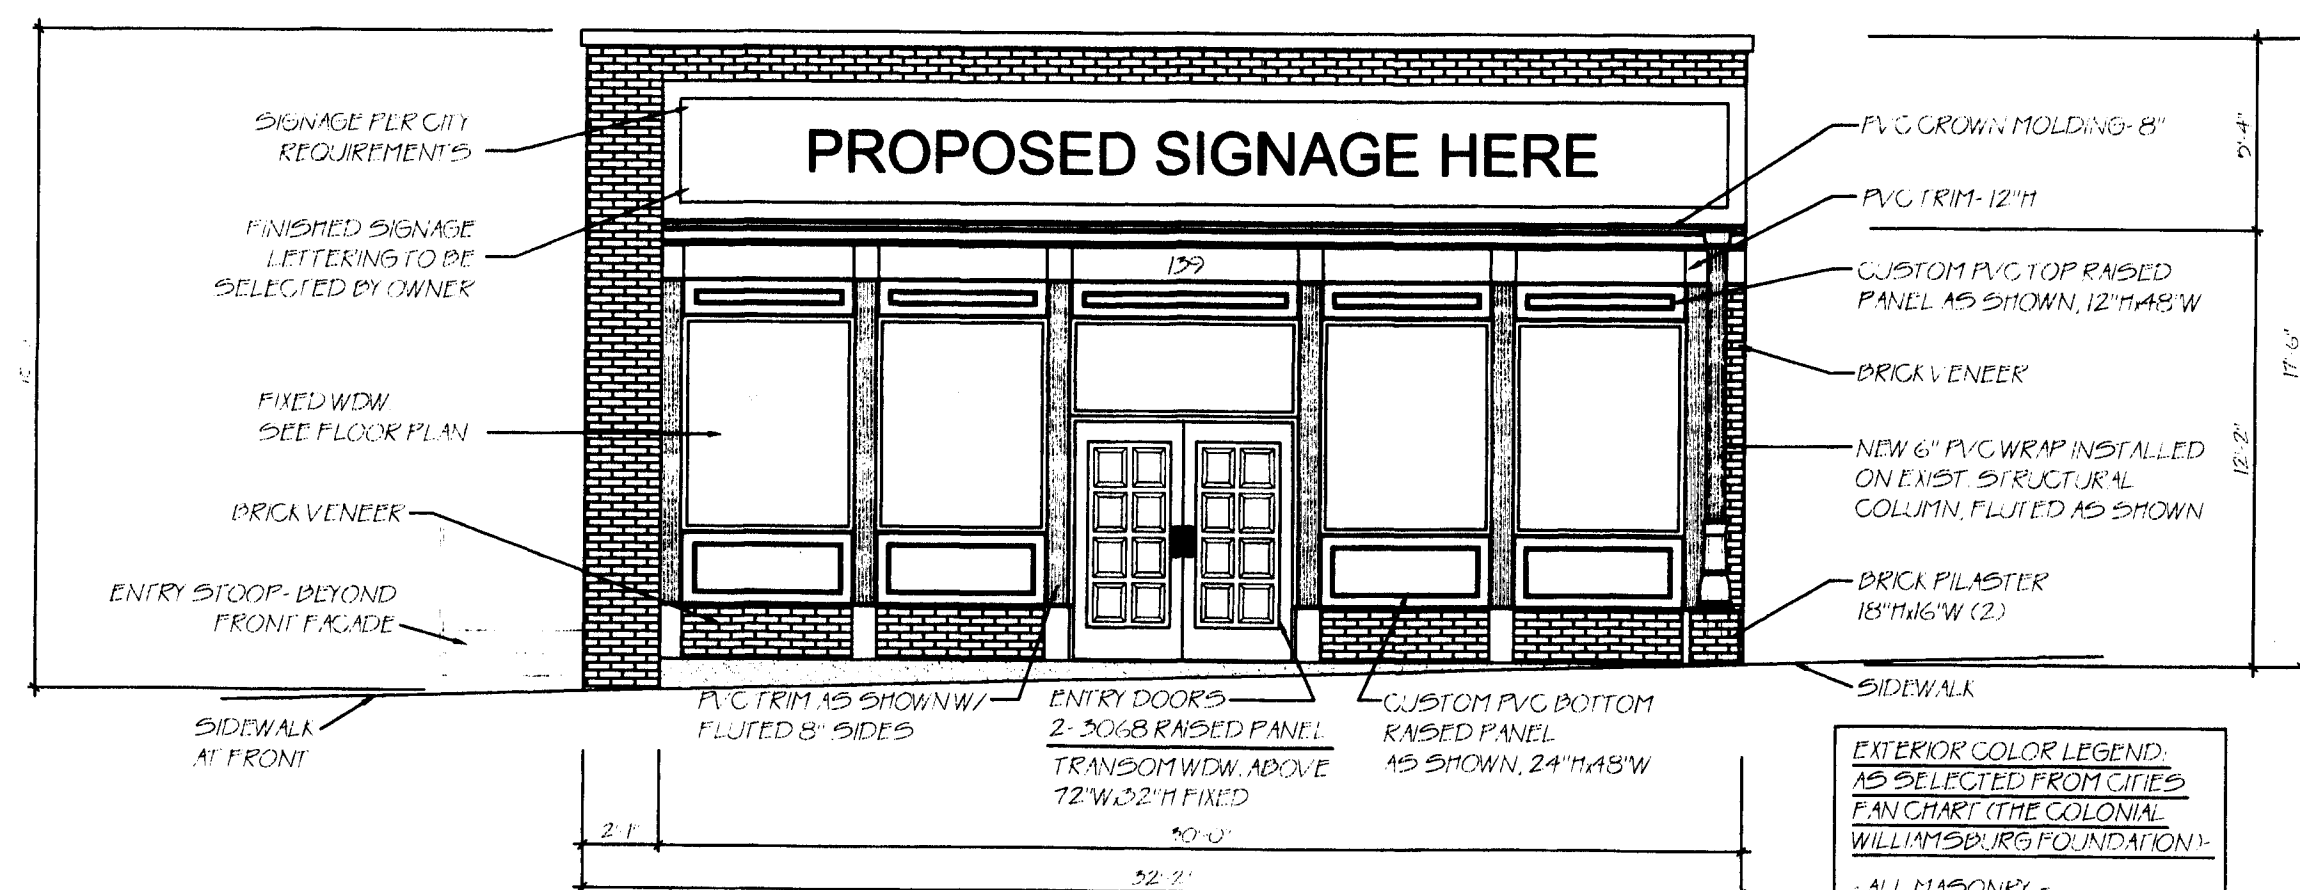 PROPOSED SIGNAGE HERE
139
SIGNAGE PER CITY
REQUIREMENTS
FINISHED SIGNAGE
LETTERING TO BE
SELECTED BY OWNER
FIXED WDW.
SEE FLOOR PLAN
BRICK VENEER
ENTRY STOOP - BEYOND
FRONT FACADE
SIDEWALK
AT FRONT
PVC TRIM AS SHOWN W/
FLUTED 8" SIDES
ENTRY DOORS
2- 3068 RAISED PANEL
TRANSOM WDW. ABOVE
72"Wx32"H FIXED
CUSTOM PVC BOTTOM
RAISED PANEL
AS SHOWN, 24"Hx48"W
PVC CROWN MOLDING- 8"
PVC TRIM- 12"H
CUSTOM PVC TOP RAISED
PANEL AS SHOWN, 12"Hx48"W
BRICK VENEER
NEW 6" PVC WRAP INSTALLED
ON EXIST. STRUCTURAL
COLUMN, FLUTED AS SHOWN
BRICK PILASTER
18"Hx16"W (2)
SIDEWALK
5'-4"
12'-2"
17'-6"
2'-1"
30'-0"
32'-2"
EXTERIOR COLOR LEGEND:
AS SELECTED FROM CITIES
FAN CHART (THE COLONIAL
WILLIAMSBURG FOUNDATION)-
- ALL MASONRY -